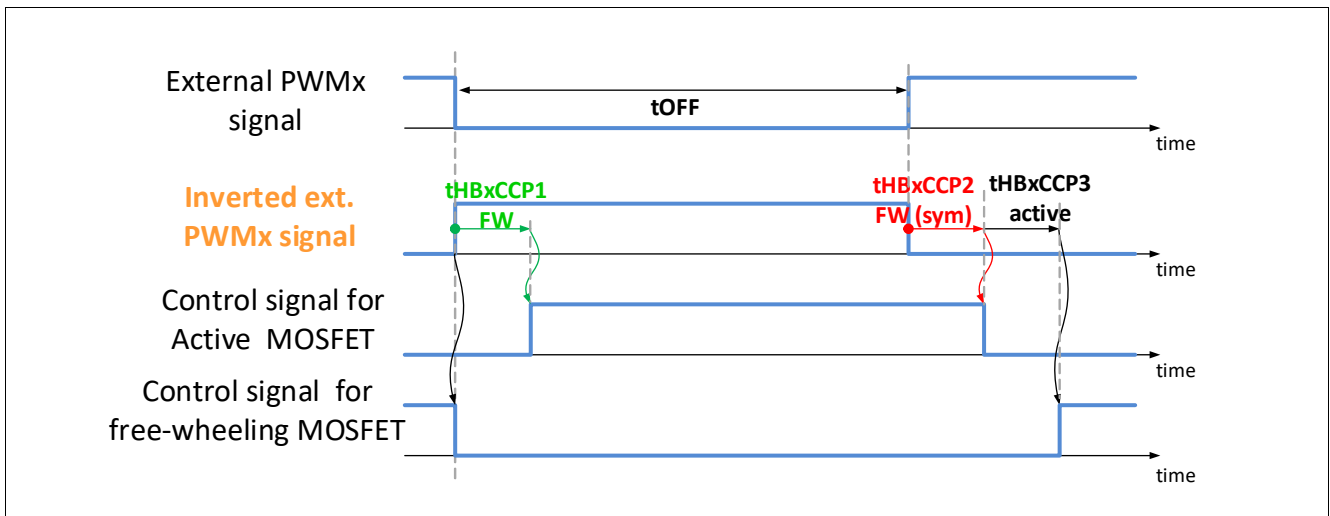 External PWMx
signal
tOFF
time
Inverted ext.
PWMx signal
tHBxCCP1
FW
tHBxCCP2
FW (sym)
tHBxCCP3
active
time
Control signal for
Active MOSFET
time
Control signal for
free-wheeling MOSFET
time